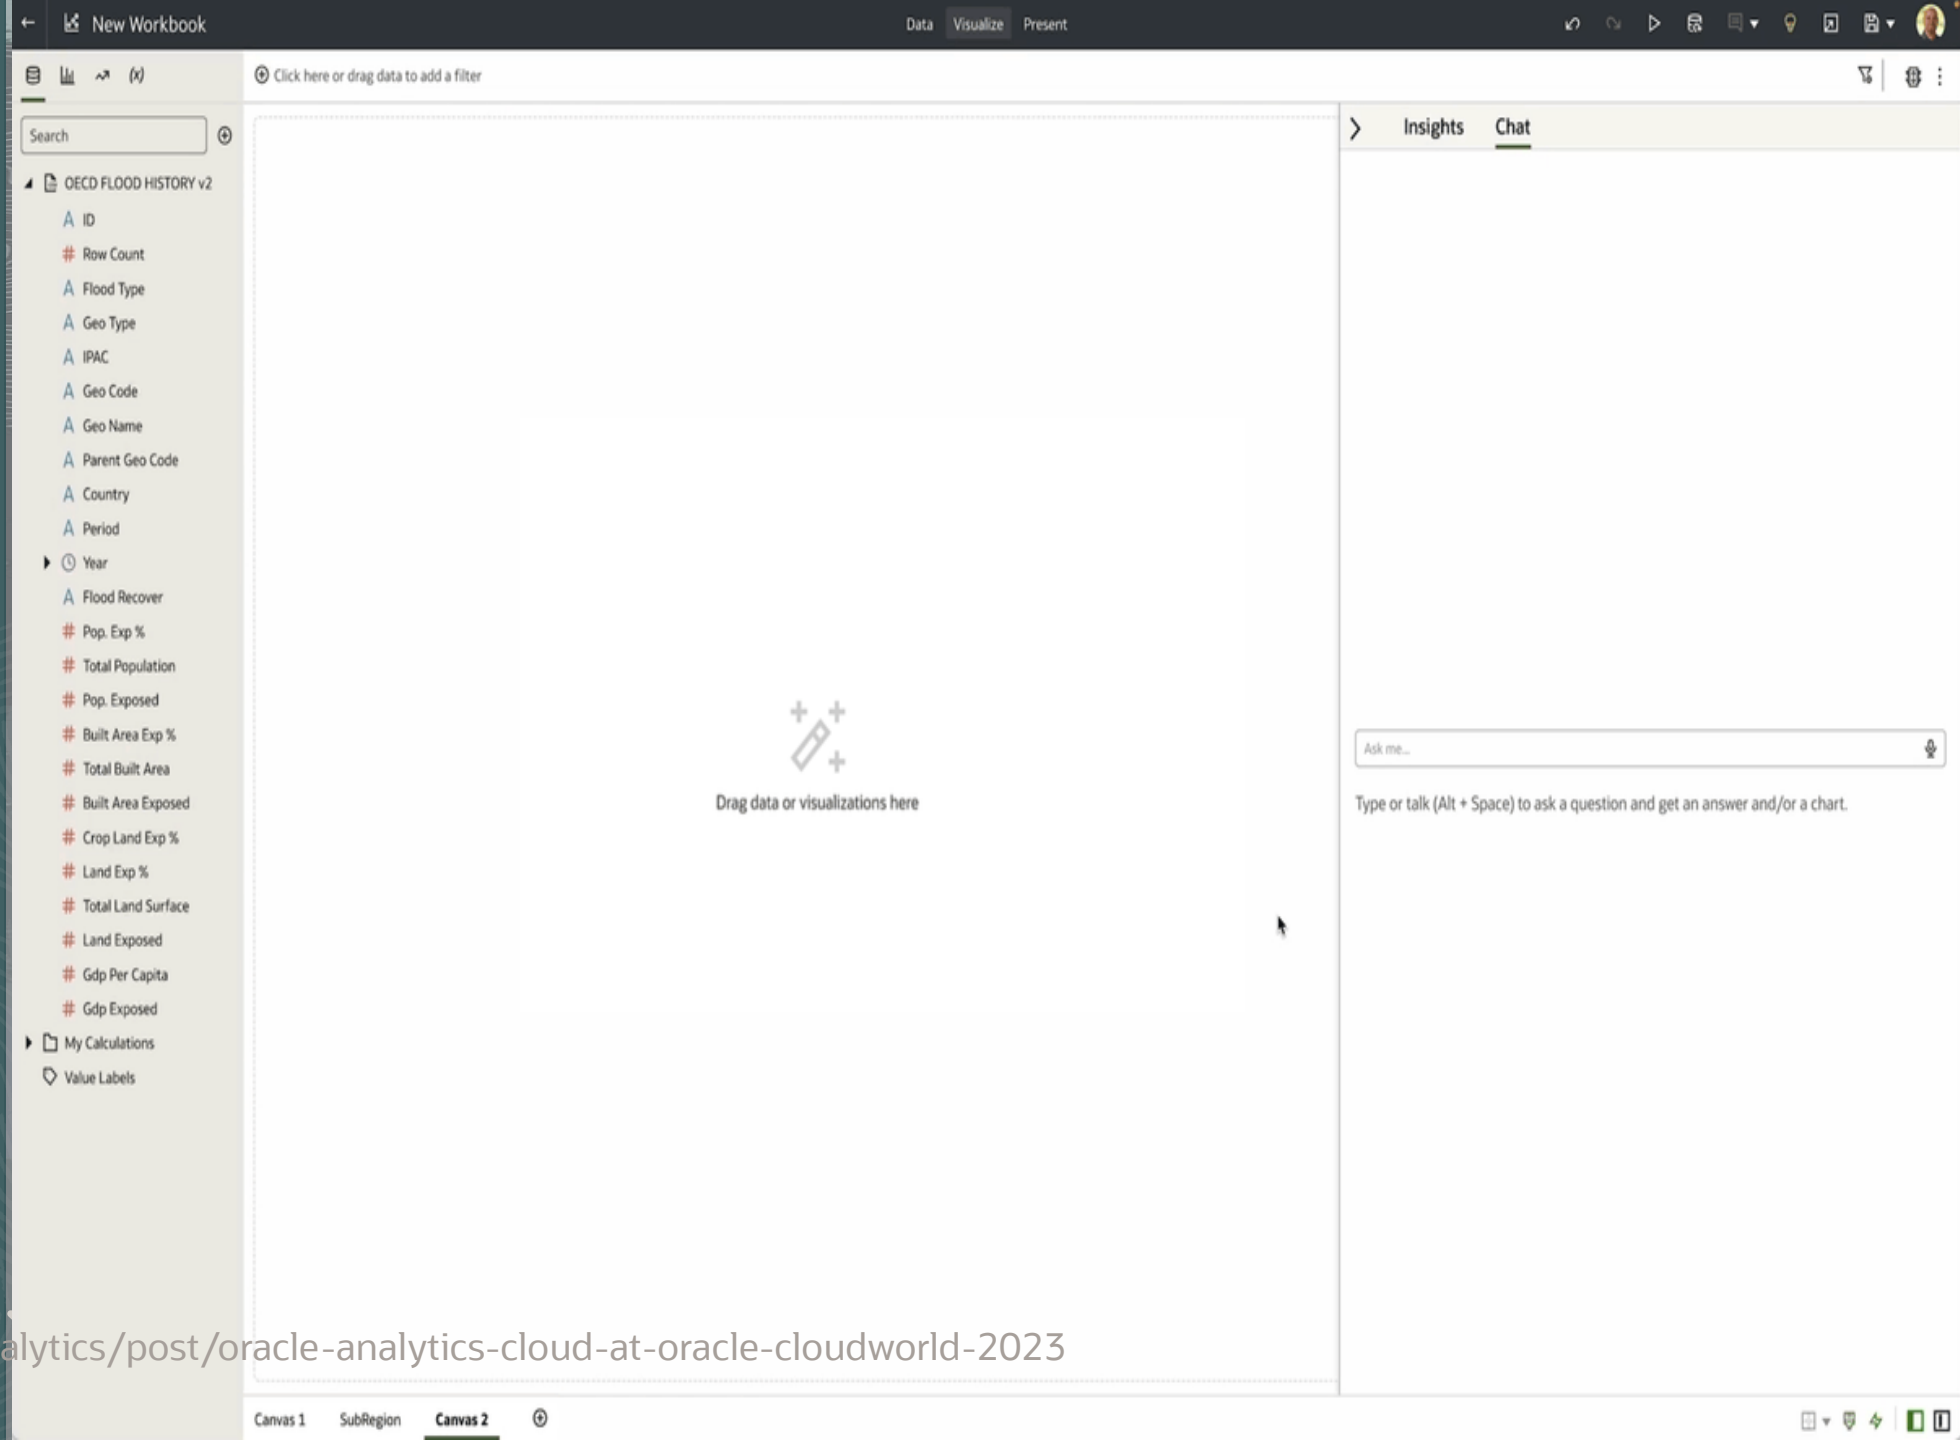 New Workbook
Data Visualize Present
(x)
Click here or drag data to add a filter
Search
Insights Chat
OECD FLOOD HISTORY v2
A ID
# Row Count
A Flood Type
A Geo Type
A IPAC
A Geo Code
A Geo Name
A Parent Geo Code
A Country
A Period
Year
A Flood Recover
# Pop. Exp %
# Total Population
# Pop. Exposed
# Built Area Exp %
# Total Built Area
# Built Area Exposed
# Crop Land Exp %
# Land Exp %
# Total Land Surface
# Land Exposed
# Gdp Per Capita
# Gdp Exposed
My Calculations
Value Labels
Drag data or visualizations here
Ask me...
Type or talk (Alt + Space) to ask a question and get an answer and/or a chart.
alytics/post/oracle-analytics-cloud-at-oracle-cloudworld-2023
Canvas 1 SubRegion Canvas 2